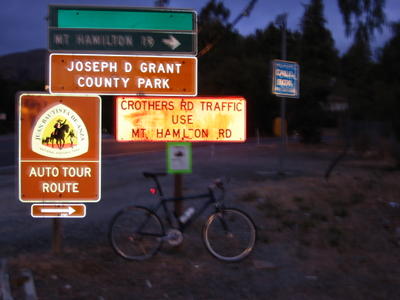 MT HAMILTON RD
JOSEPH D GRANT
COUNTY PARK
CROTHERS RD TRAFFIC
USE
MT. HAMILTON RD
JUAN BAUTISTA DE ANZA
AUTO TOUR
ROUTE